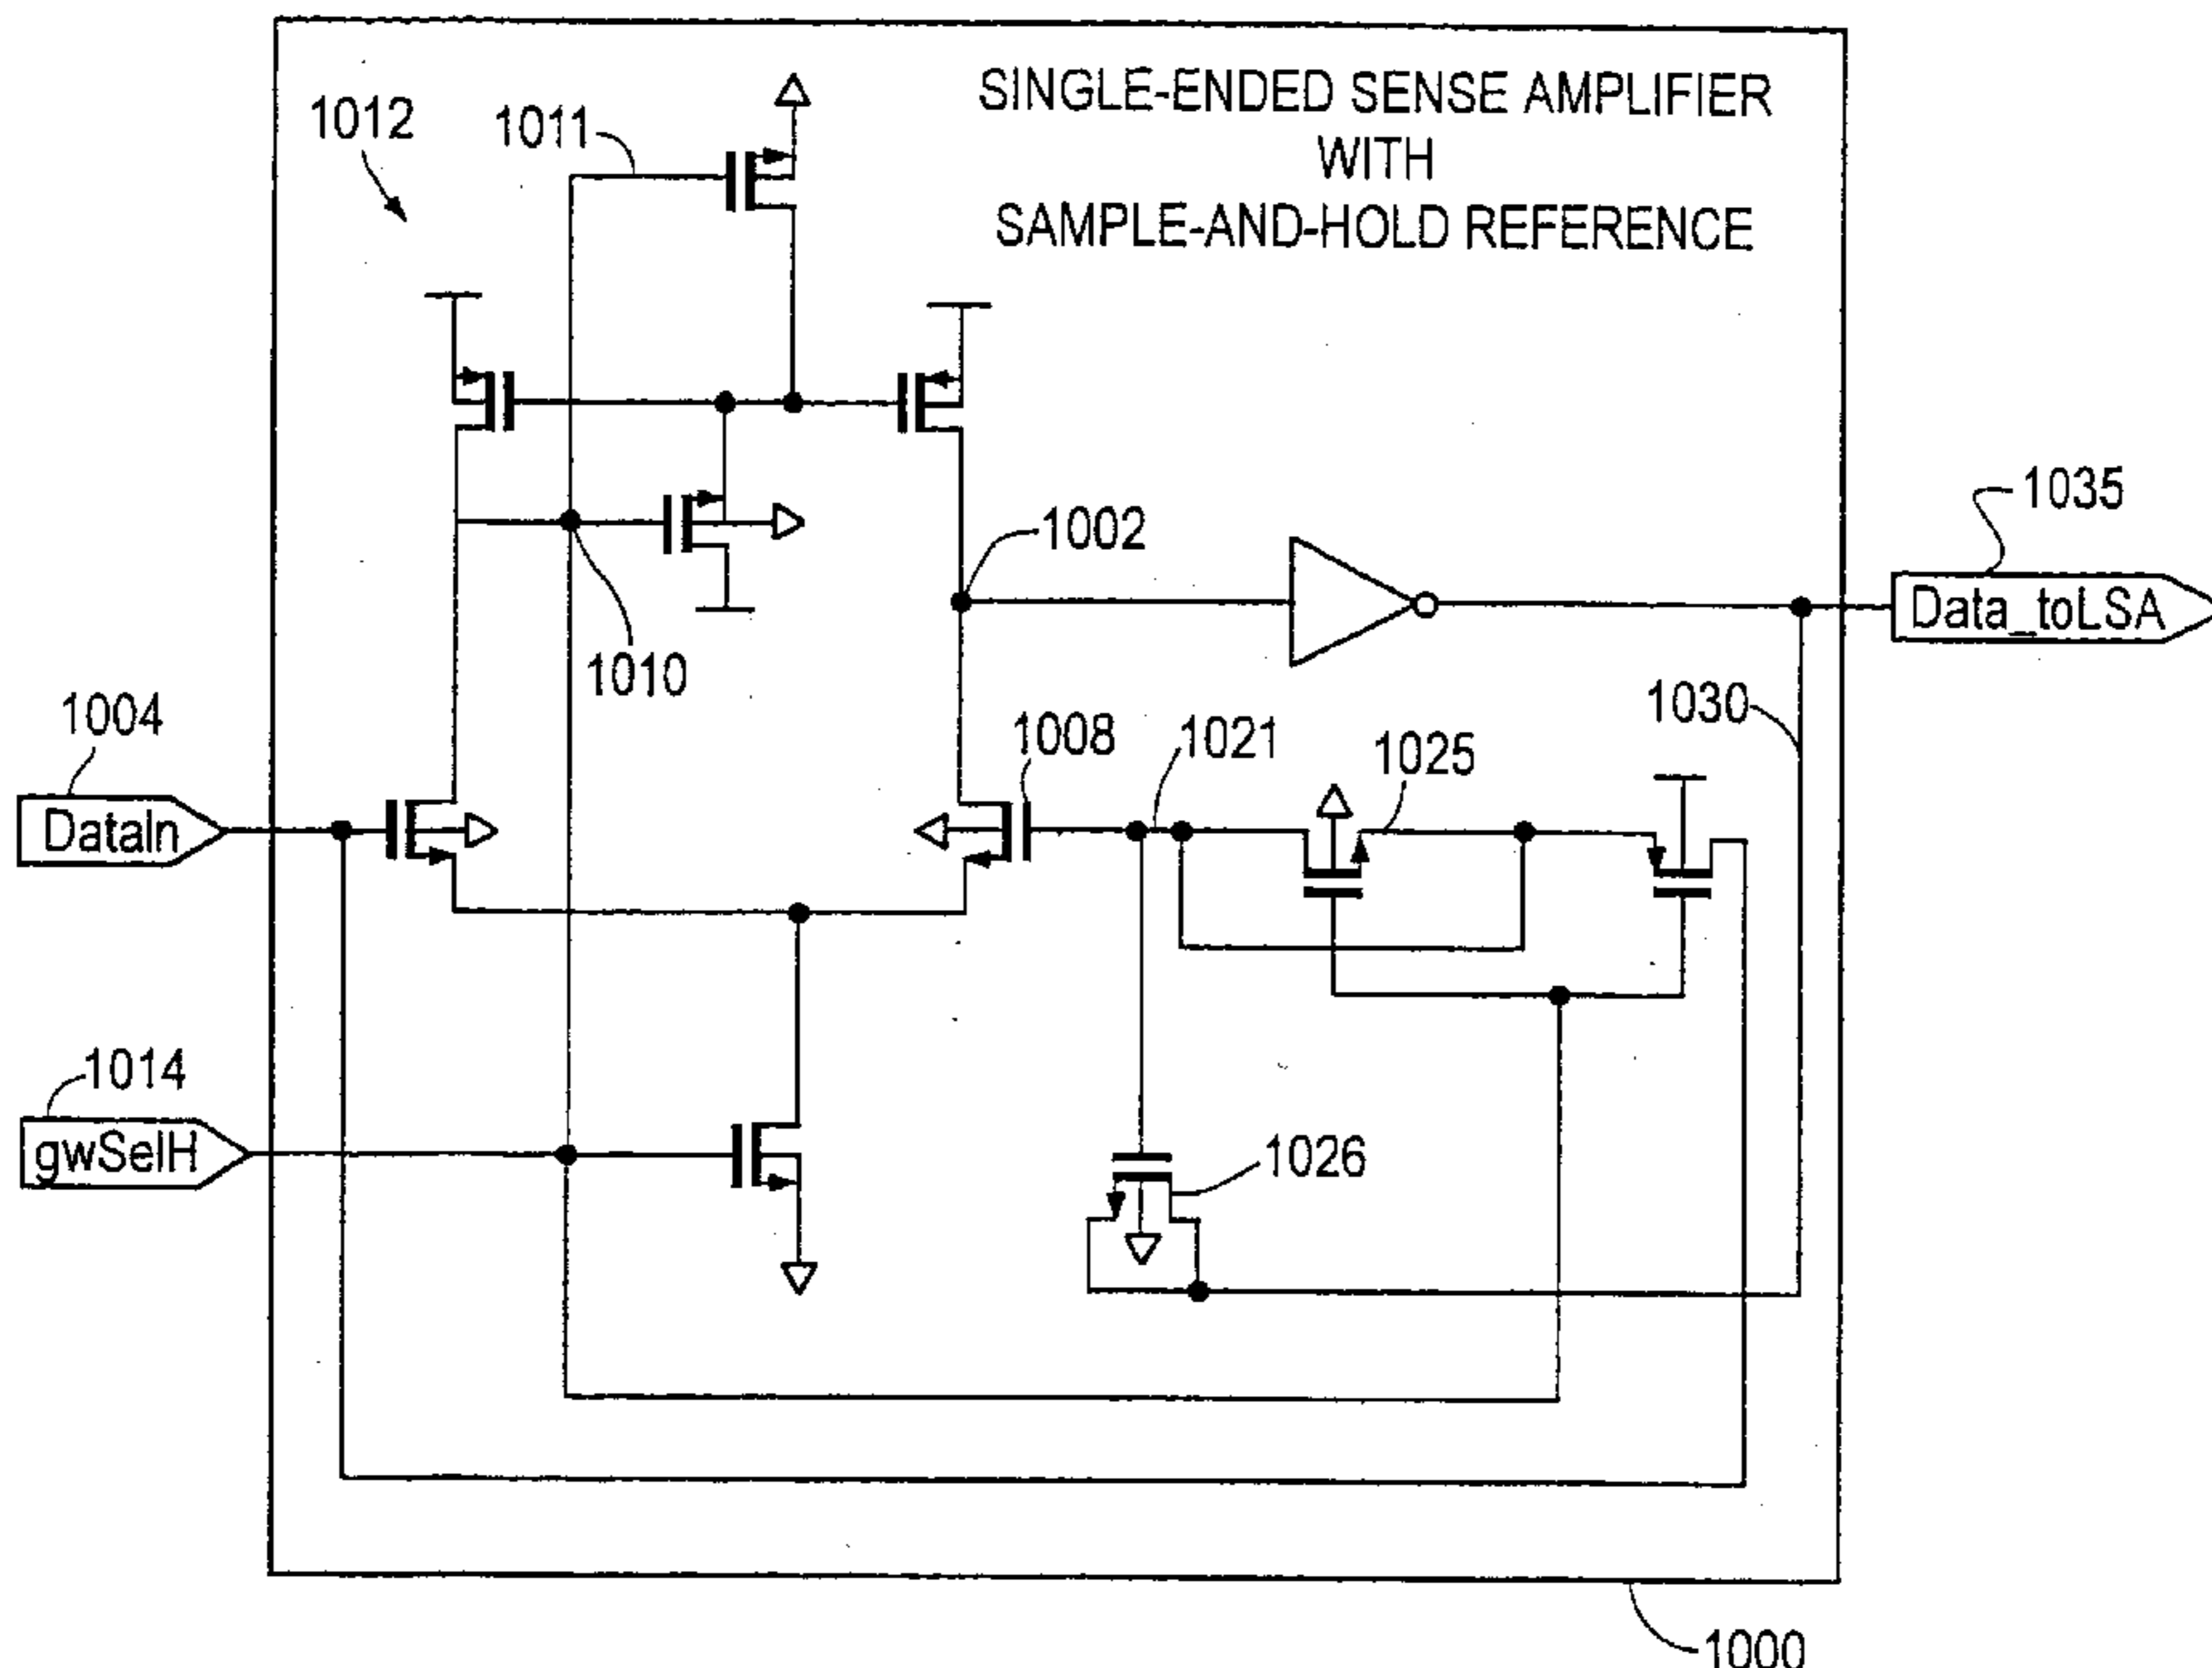 SINGLE-ENDED SENSE AMPLIFIER
WITH
SAMPLE-AND-HOLD REFERENCE
1012
1011
1035
Data_toLSA
1002
1010
1030
1004
DataIn
1008
1021
1025
1014
gwSelH
1026
1000